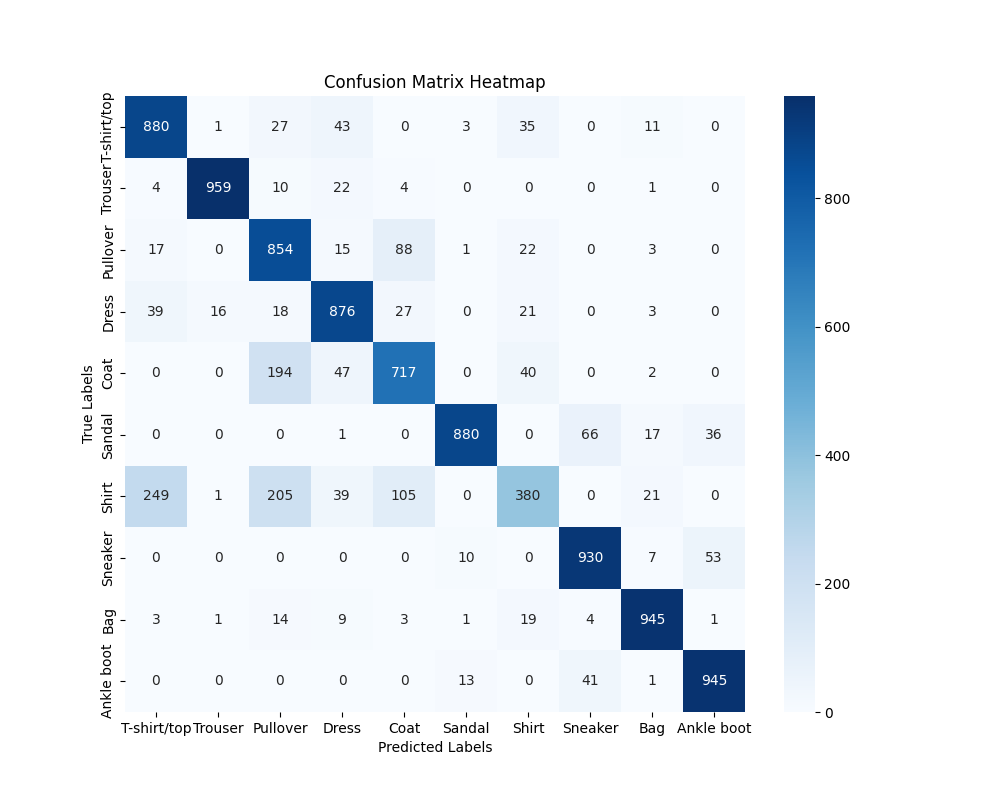 Confusion Matrix Heatmap
True Labels
T-shirt/top 880 1 27 43 0 3 35 0 11 0
Trouser 4 959 10 22 4 0 0 0 1 0
Pullover 17 0 854 15 88 1 22 0 3 0
Dress 39 16 18 876 27 0 21 0 3 0
Coat 0 0 194 47 717 0 40 0 2 0
Sandal 0 0 0 1 0 880 0 66 17 36
Shirt 249 1 205 39 105 0 380 0 21 0
Sneaker 0 0 0 0 0 10 0 930 7 53
Bag 3 1 14 9 3 1 19 4 945 1
Ankle boot 0 0 0 0 0 13 0 41 1 945
T-shirt/top Trouser Pullover Dress Coat Sandal Shirt Sneaker Bag Ankle boot
Predicted Labels
800
600
400
200
0